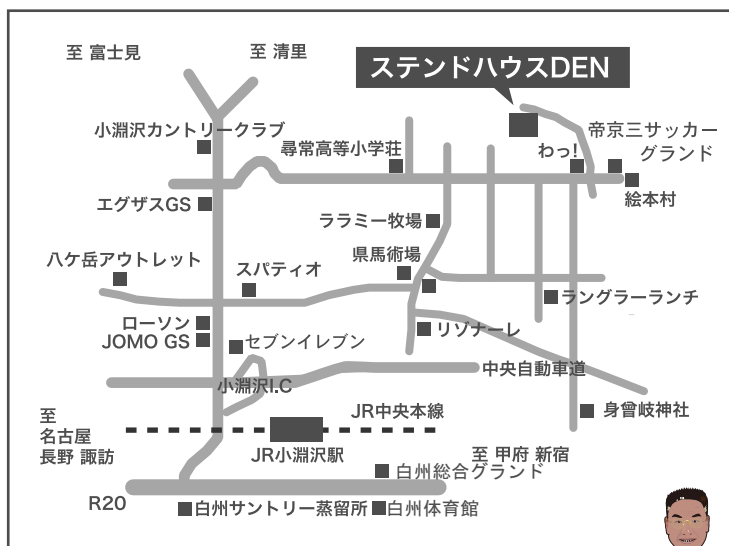 至 富士見
至 清里
ステンドハウスDEN
小淵沢カントリークラブ
尋常高等小学荘
わっ!
帝京三サッカー
グランド
絵本村
エグザスGS
ララミー牧場
県馬術場
八ケ岳アウトレット
スパティオ
ラングラーランチ
ローソン
JOMO GS
セブンイレブン
リゾナーレ
中央自動車道
小淵沢I.C
JR中央本線
身曾岐神社
至
名古屋
長野 諏訪
JR小淵沢駅
至 甲府 新宿
白州総合グランド
R20
白州サントリー蒸留所
白州体育館